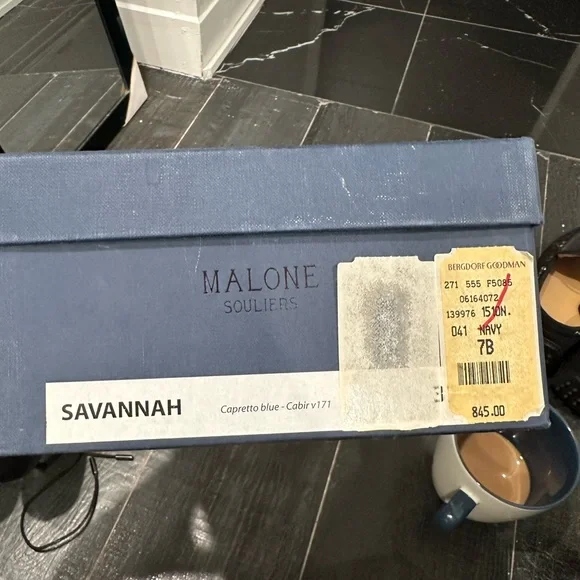 MALONE
SOULIERS
SAVANNAH
Capretto blue - Cabir v171
BERGDORF GOODMAN
271 555 F5085
06164072
139976 1510N.
041 NAVY
7B
845.00